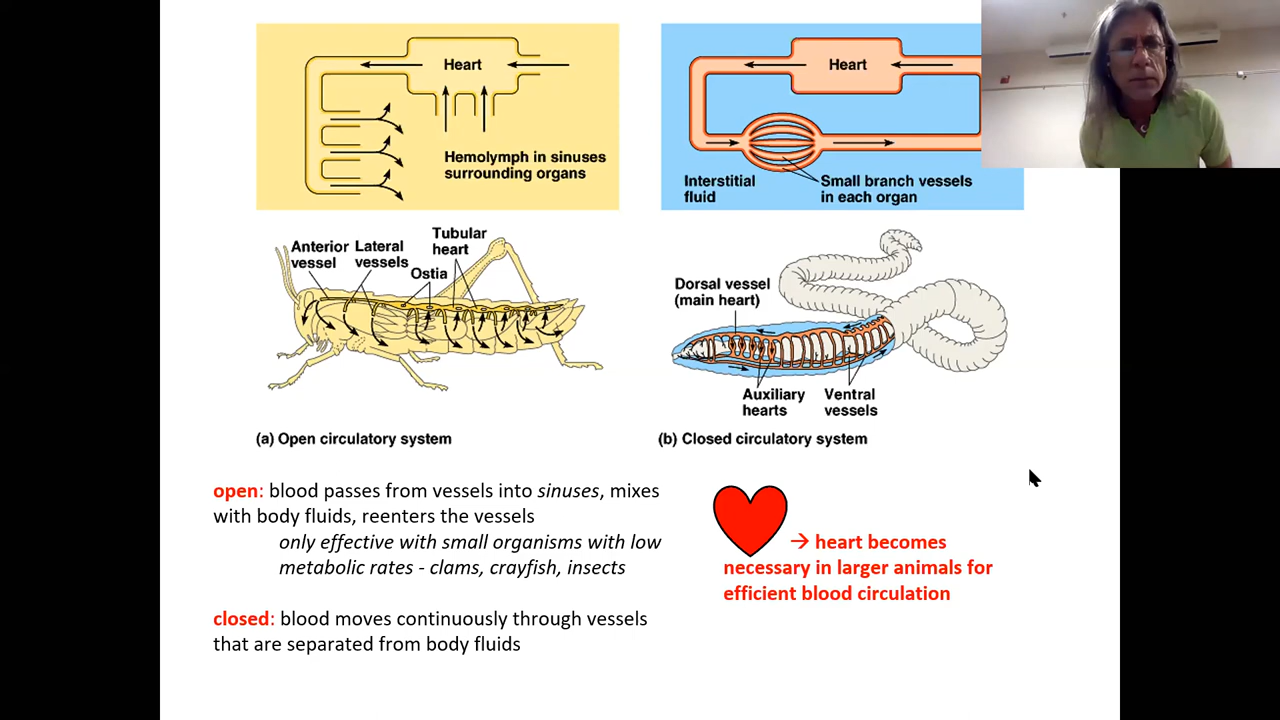 Heart
Hemolymph in sinuses
surrounding organs
Heart
Interstitial
fluid
Small branch vessels
in each organ
Anterior
vessel
Lateral
vessels
Ostia
Tubular
heart
Dorsal vessel
(main heart)
Auxiliary
hearts
Ventral
vessels
(a) Open circulatory system
(b) Closed circulatory system
open: blood passes from vessels into sinuses, mixes
with body fluids, reenters the vessels
only effective with small organisms with low
metabolic rates - clams, crayfish, insects
closed: blood moves continuously through vessels
that are separated from body fluids
→ heart becomes
necessary in larger animals for
efficient blood circulation